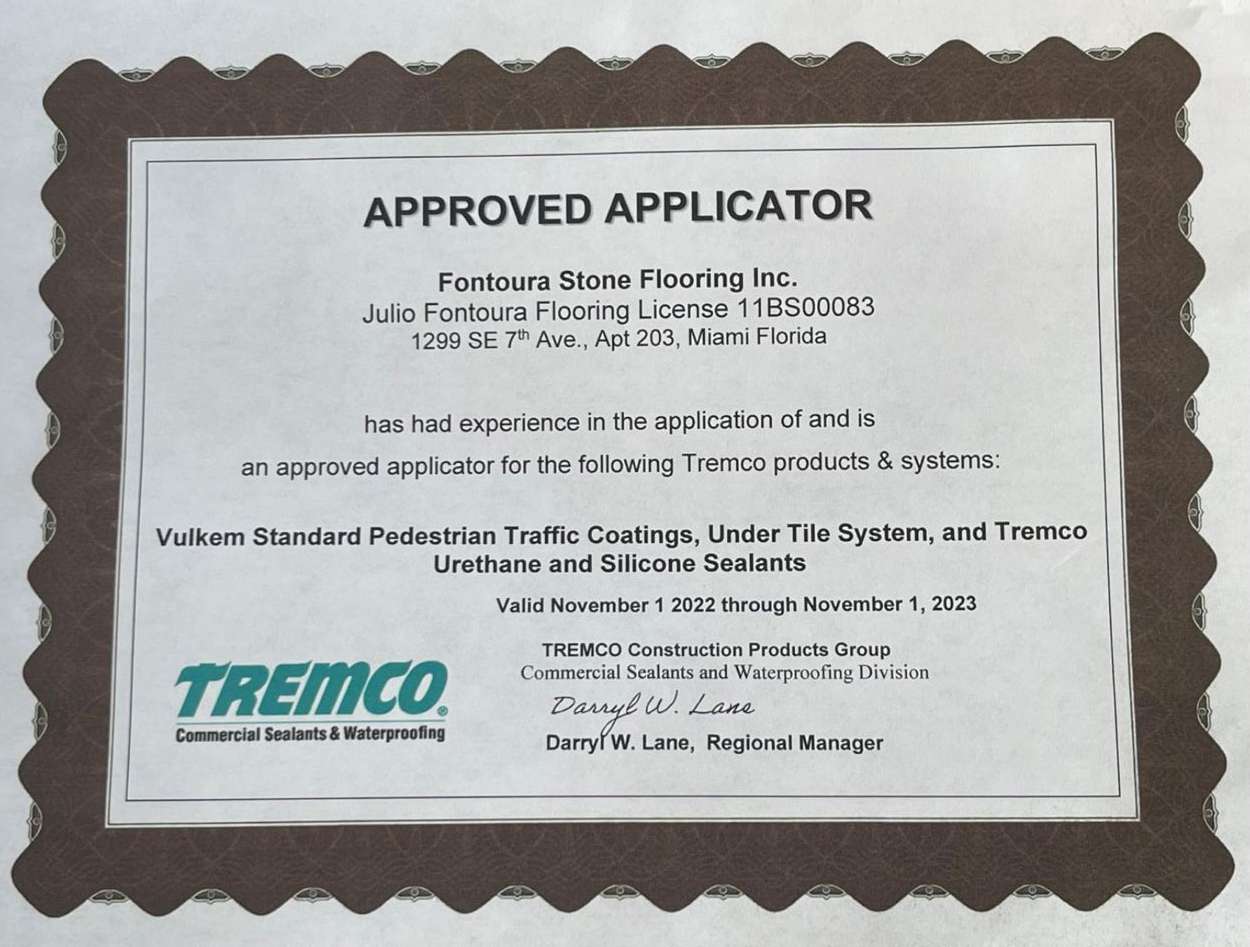 APPROVED APPLICATOR
Fontoura Stone Flooring Inc.
Julio Fontoura Flooring License 11BS00083
1299 SE 7th Ave., Apt 203, Miami Florida
has had experience in the application of and is
an approved applicator for the following Tremco products & systems:
Vulkem Standard Pedestrian Traffic Coatings, Under Tile System, and Tremco
Urethane and Silicone Sealants
Valid November 1 2022 through November 1, 2023
TREMCO Construction Products Group
Commercial Sealants and Waterproofing Division
Darryl W. Lane
Darryl W. Lane, Regional Manager
TREMCO®
Commercial Sealants & Waterproofing